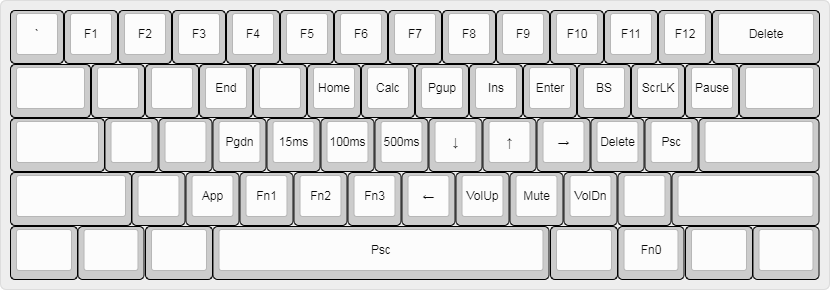 ` F1 F2 F3 F4 F5 F6 F7 F8 F9 F10 F11 F12 Delete
End Home Calc Pgup Ins Enter BS ScrLK Pause
Pgdn 15ms 100ms 500ms ↓ ↑ → Delete Psc
App Fn1 Fn2 Fn3 ← VolUp Mute VolDn
Psc Fn0